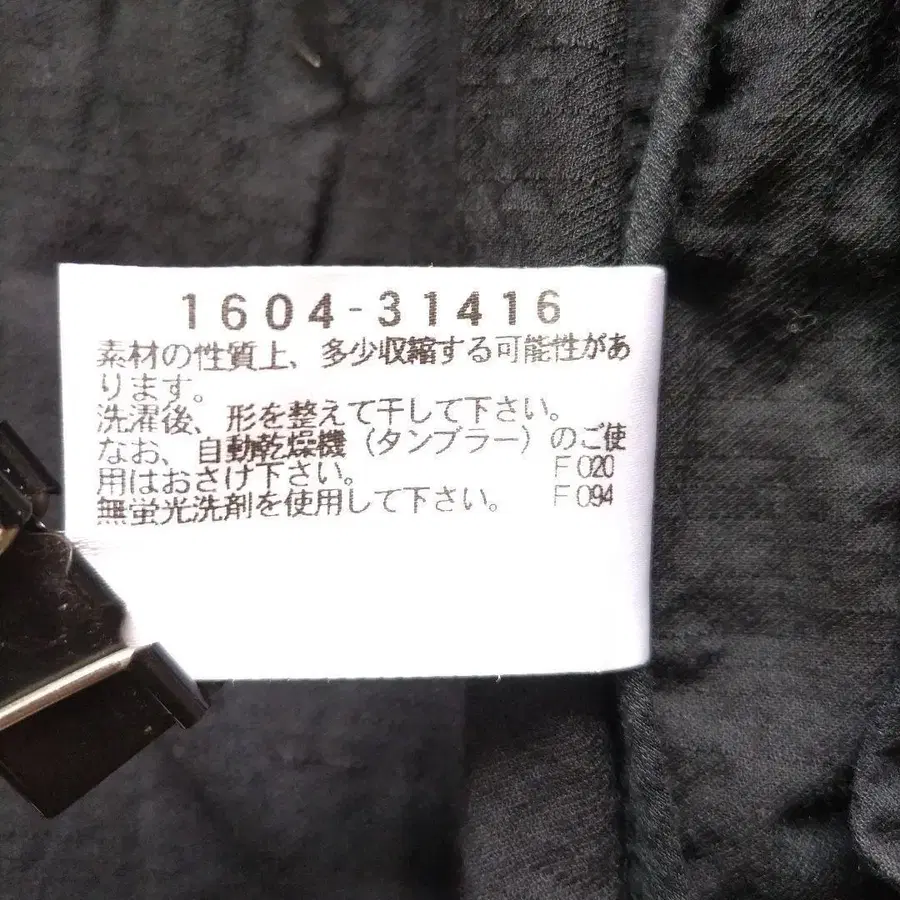 1604-31416
素材の性質上、多少収縮する可能性があ
ります。
洗濯後、形を整えて干して下さい。
なお、自動乾燥機（タンブラー）のご使
用はおさけ下さい。 F020
無蛍光洗剤を使用して下さい。 F094